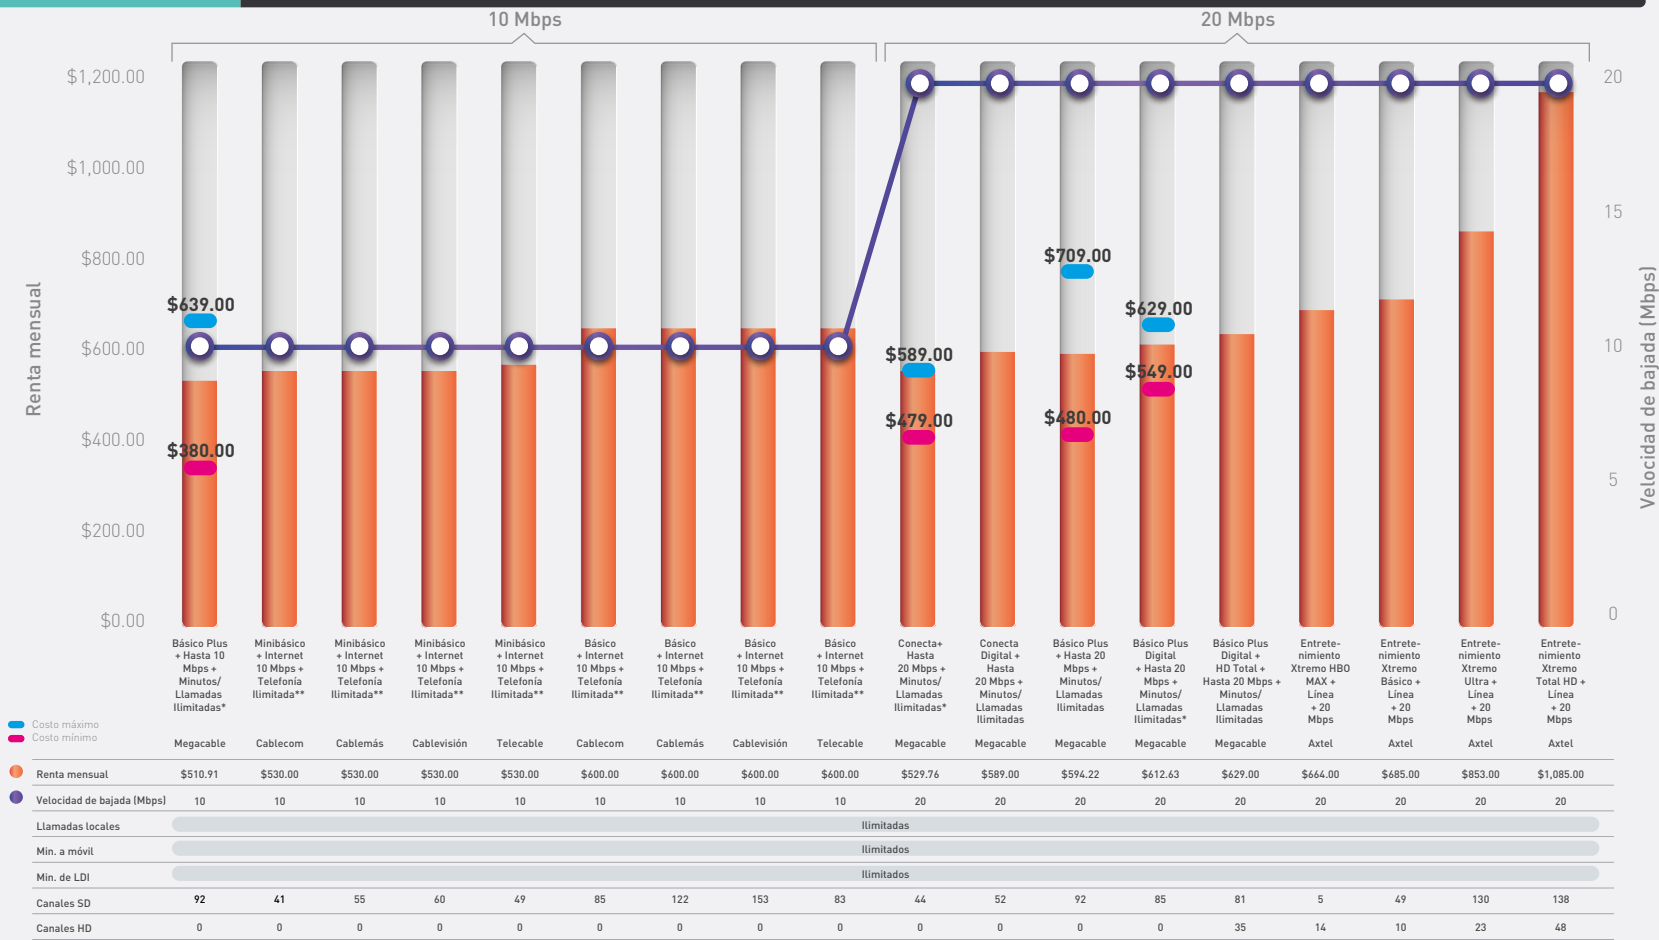 10 Mbps
20 Mbps
$1,200.00
$1,000.00
$800.00
$600.00
$400.00
$200.00
$0.00
Renta mensual
20
15
10
5
0
Velocidad de bajada (Mbps)
$639.00
$380.00
$589.00
$479.00
$709.00
$480.00
$629.00
$549.00
Básico Plus
+ Hasta 10
Mbps +
Minutos/
Llamadas
Ilimitadas*
Minibásico
+ Internet
10 Mbps +
Telefonía
Ilimitada**
Minibásico
+ Internet
10 Mbps +
Telefonía
Ilimitada**
Minibásico
+ Internet
10 Mbps +
Telefonía
Ilimitada**
Minibásico
+ Internet
10 Mbps +
Telefonía
Ilimitada**
Básico
+ Internet
10 Mbps +
Telefonía
Ilimitada**
Básico
+ Internet
10 Mbps +
Telefonía
Ilimitada**
Básico
+ Internet
10 Mbps +
Telefonía
Ilimitada**
Básico
+ Internet
10 Mbps +
Telefonía
Ilimitada**
Conecta+
Hasta
20 Mbps +
Minutos/
Llamadas
Ilimitadas*
Conecta
Digital +
Hasta
20 Mbps +
Minutos/
Llamadas
Ilimitadas
Básico Plus
+ Hasta 20
Mbps +
Minutos/
Llamadas
Ilimitadas
Básico Plus
Digital
+ Hasta 20
Mbps +
Minutos/
Llamadas
Ilimitadas*
Básico Plus
Digital +
HD Total +
Hasta 20 Mbps +
Minutos/
Llamadas
Ilimitadas
Entrete-
nimiento
Xtremo HBO
MAX +
Línea
+ 20
Mbps
Entrete-
nimiento
Xtremo
Básico +
Línea
+ 20
Mbps
Entrete-
nimiento
Xtremo
Ultra +
Línea
+ 20
Mbps
Entrete-
nimiento
Xtremo
Total HD +
Línea
+ 20
Mbps
Costo máximo
Costo mínimo
Megacable Cablecom Cablemás Cablevisión Telecable Cablecom Cablemás Cablevisión Telecable Megacable Megacable Megacable Megacable Megacable Axtel Axtel Axtel Axtel
Renta mensual $510.91 $530.00 $530.00 $530.00 $530.00 $600.00 $600.00 $600.00 $600.00 $529.76 $589.00 $594.22 $612.63 $629.00 $664.00 $685.00 $853.00 $1,085.00
Velocidad de bajada (Mbps) 10 10 10 10 10 10 10 10 10 20 20 20 20 20 20 20 20 20
Llamadas locales Ilimitadas
Min. a móvil Ilimitados
Min. de LDI Ilimitados
Canales SD 92 41 55 60 49 85 122 153 83 44 52 92 85 81 5 49 130 138
Canales HD 0 0 0 0 0 0 0 0 0 0 0 0 0 35 14 10 23 48